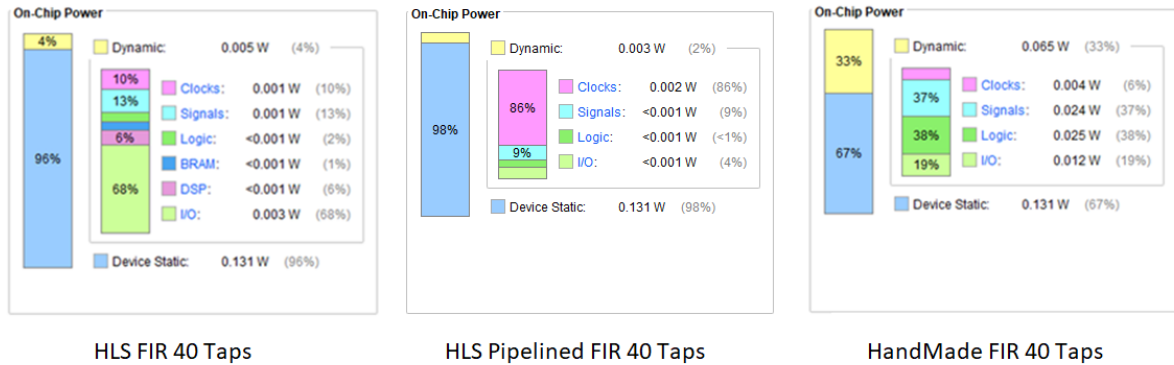 On-Chip Power
4%
96%
Dynamic: 0.005 W (4%)
10%
13%
6%
68%
Clocks: 0.001 W (10%)
Signals: 0.001 W (13%)
Logic: <0.001 W (2%)
BRAM: <0.001 W (1%)
DSP: <0.001 W (6%)
I/O: 0.003 W (68%)
Device Static: 0.131 W (96%)
HLS FIR 40 Taps
On-Chip Power
98%
Dynamic: 0.003 W (2%)
86%
9%
Clocks: 0.002 W (86%)
Signals: <0.001 W (9%)
Logic: <0.001 W (<1%)
I/O: <0.001 W (4%)
Device Static: 0.131 W (98%)
HLS Pipelined FIR 40 Taps
On-Chip Power
33%
67%
Dynamic: 0.065 W (33%)
37%
38%
19%
Clocks: 0.004 W (6%)
Signals: 0.024 W (37%)
Logic: 0.025 W (38%)
I/O: 0.012 W (19%)
Device Static: 0.131 W (67%)
HandMade FIR 40 Taps